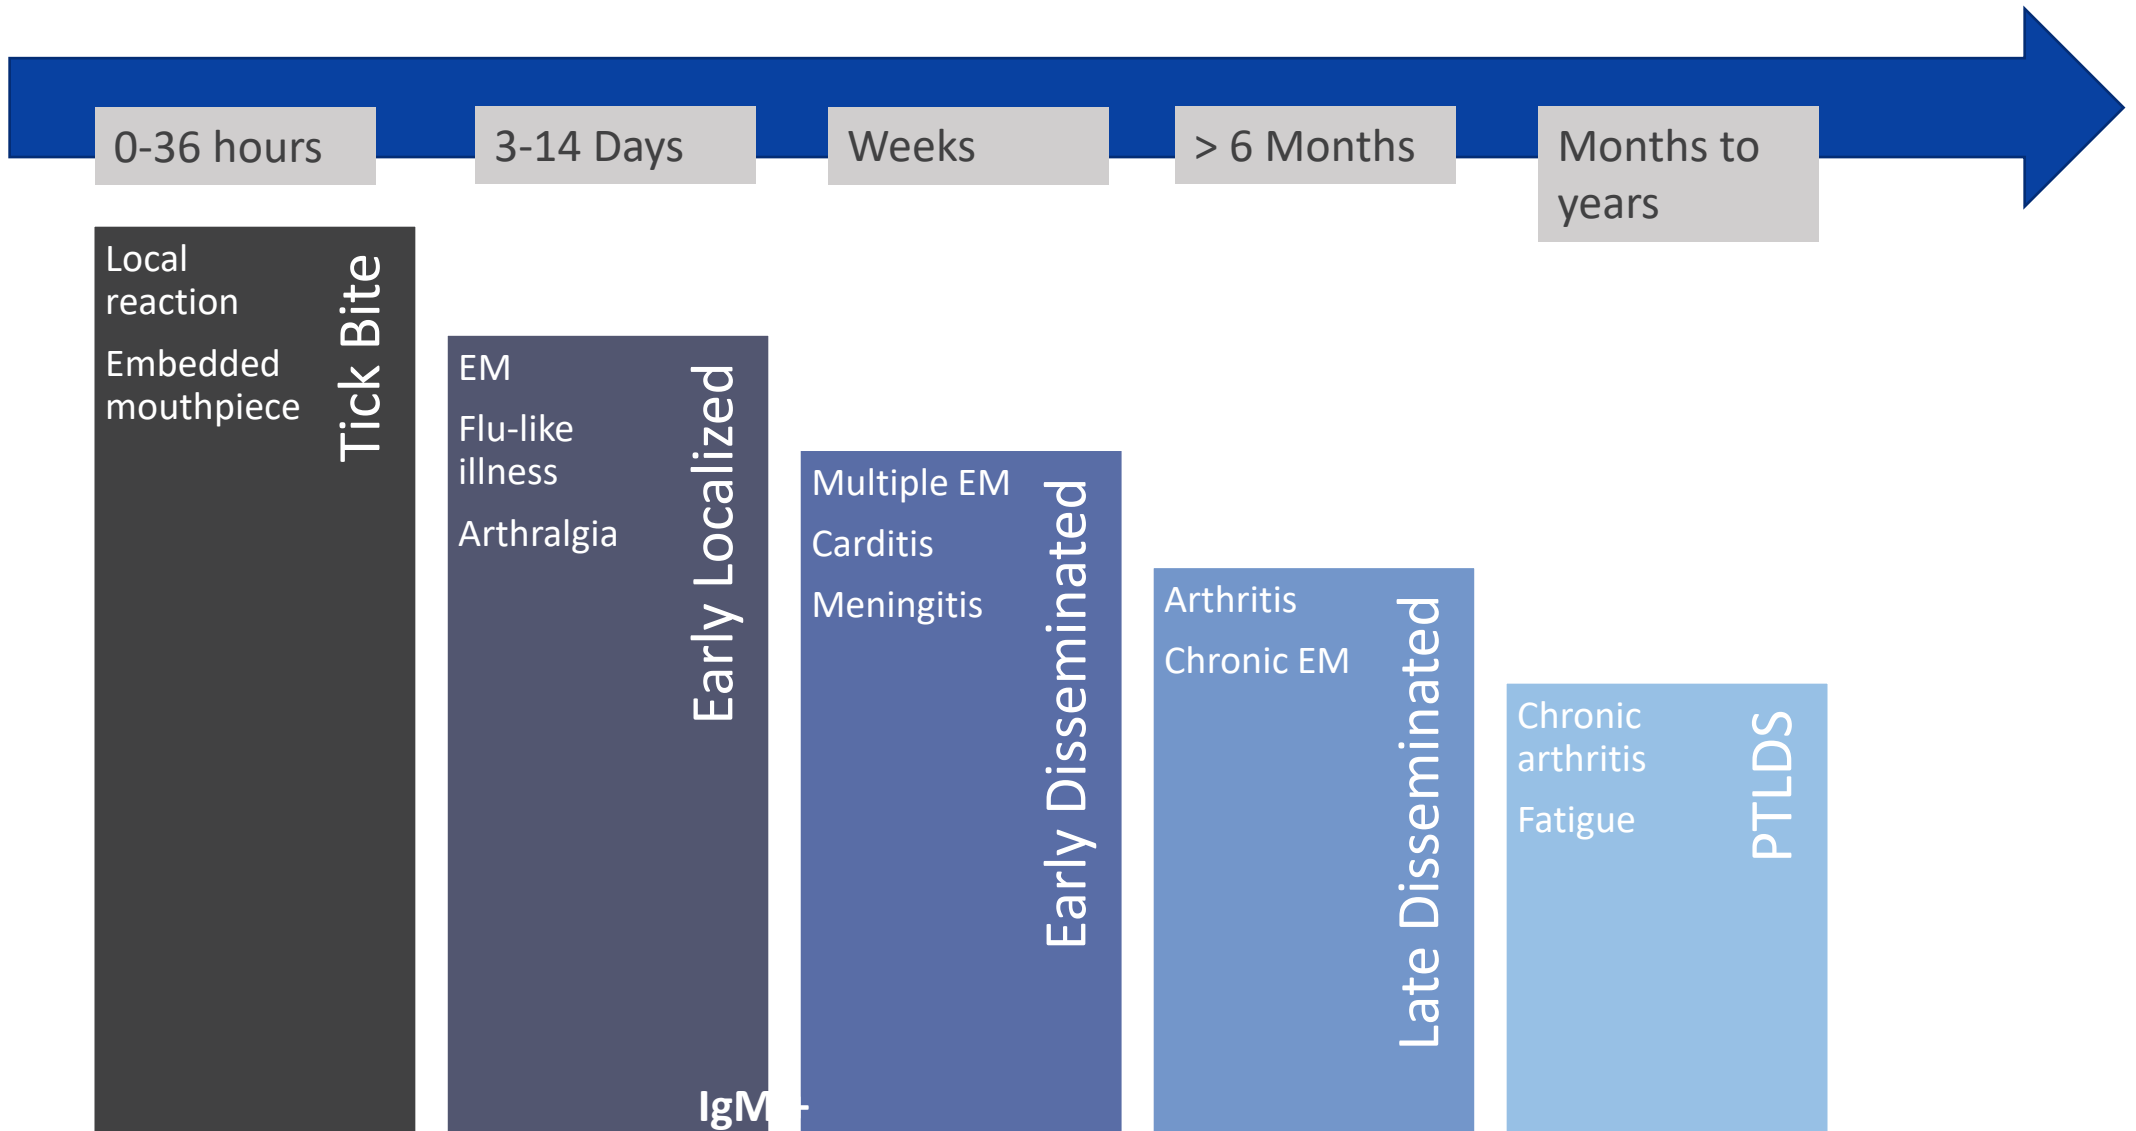 0-36 hours
3-14 Days
Weeks
> 6 Months
Months to
years
Local
reaction
Embedded
mouthpiece
Tick Bite
EM
Flu-like
illness
Arthralgia
Early Localized
Multiple EM
Carditis
Meningitis
Early Disseminated
Arthritis
Chronic EM
Late Disseminated
Chronic
arthritis
Fatigue
PTLDS
IgM